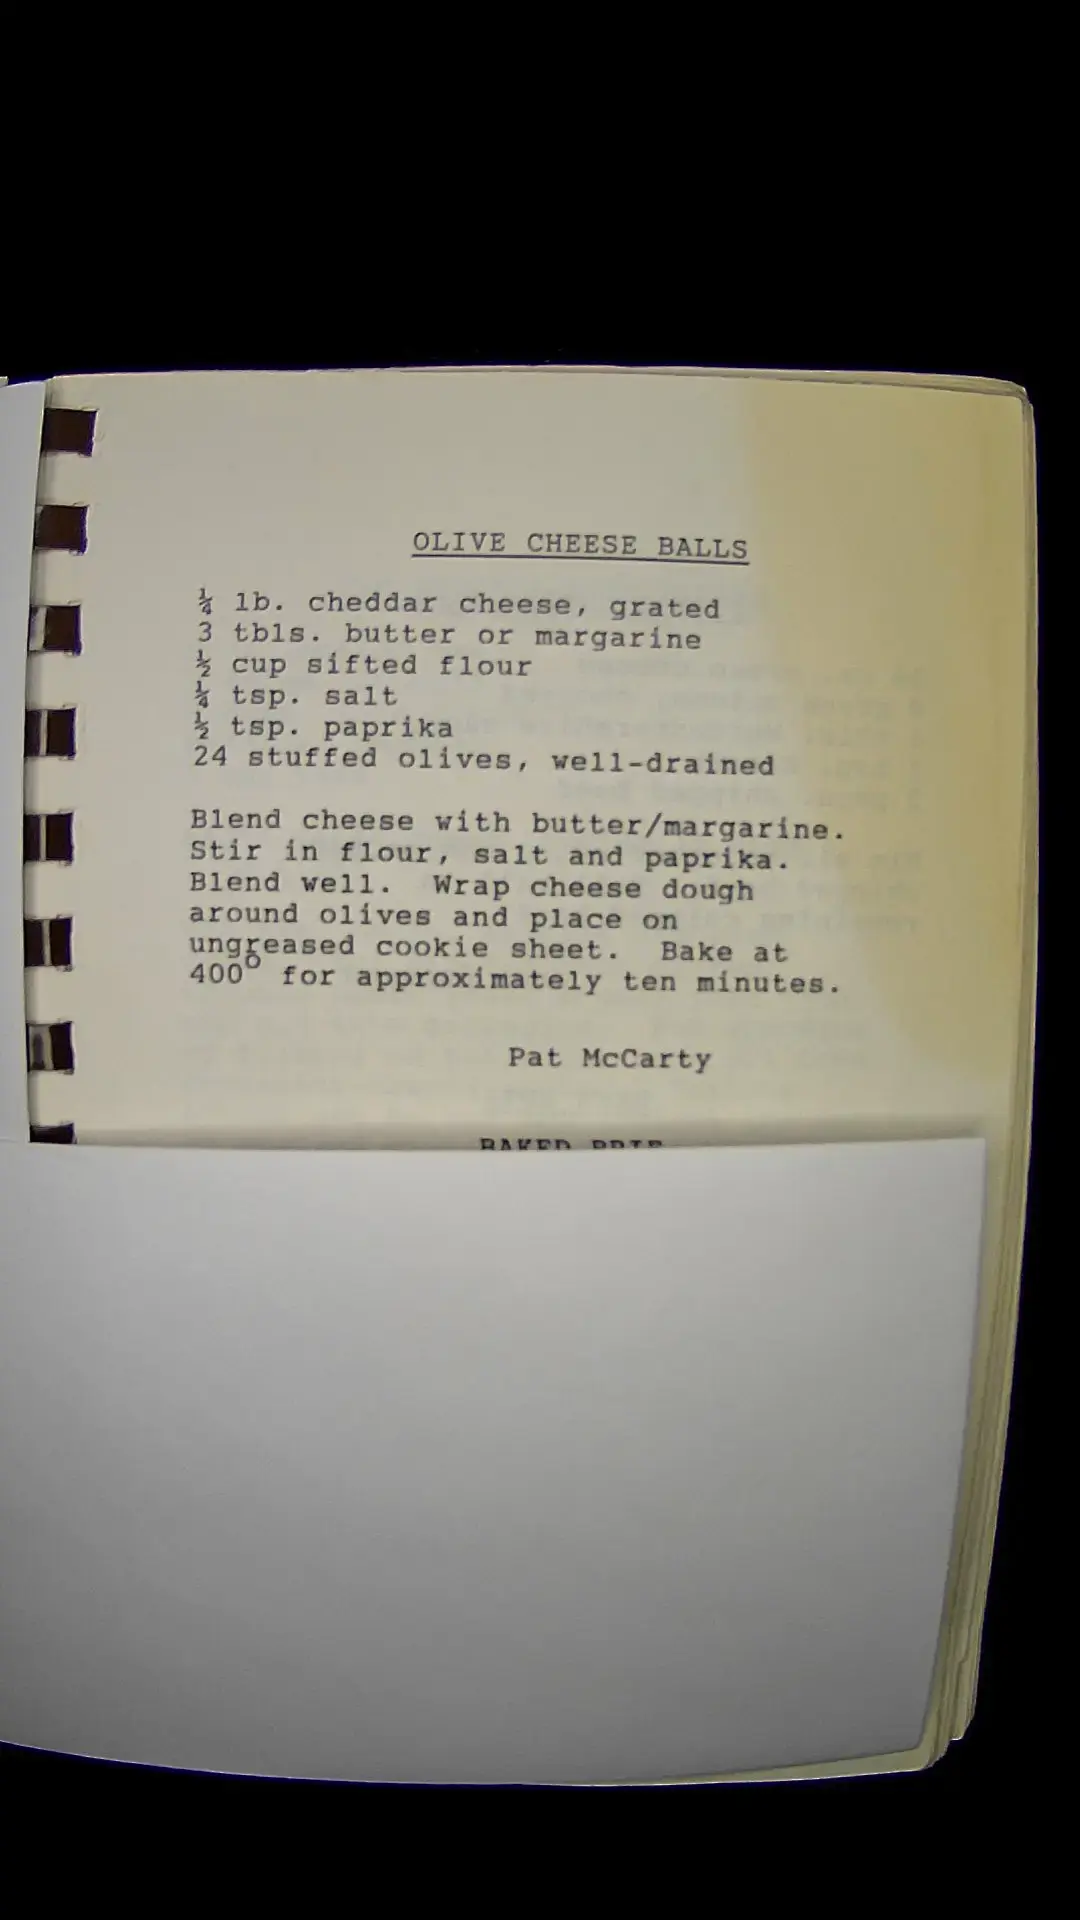 OLIVE CHEESE BALLS
¼ lb. cheddar cheese, grated
3 tbls. butter or margarine
½ cup sifted flour
¼ tsp. salt
½ tsp. paprika
24 stuffed olives, well-drained
Blend cheese with butter/margarine.
Stir in flour, salt and paprika.
Blend well. Wrap cheese dough
around olives and place on
ungreased cookie sheet. Bake at
400° for approximately ten minutes.
Pat McCarty
BAKED